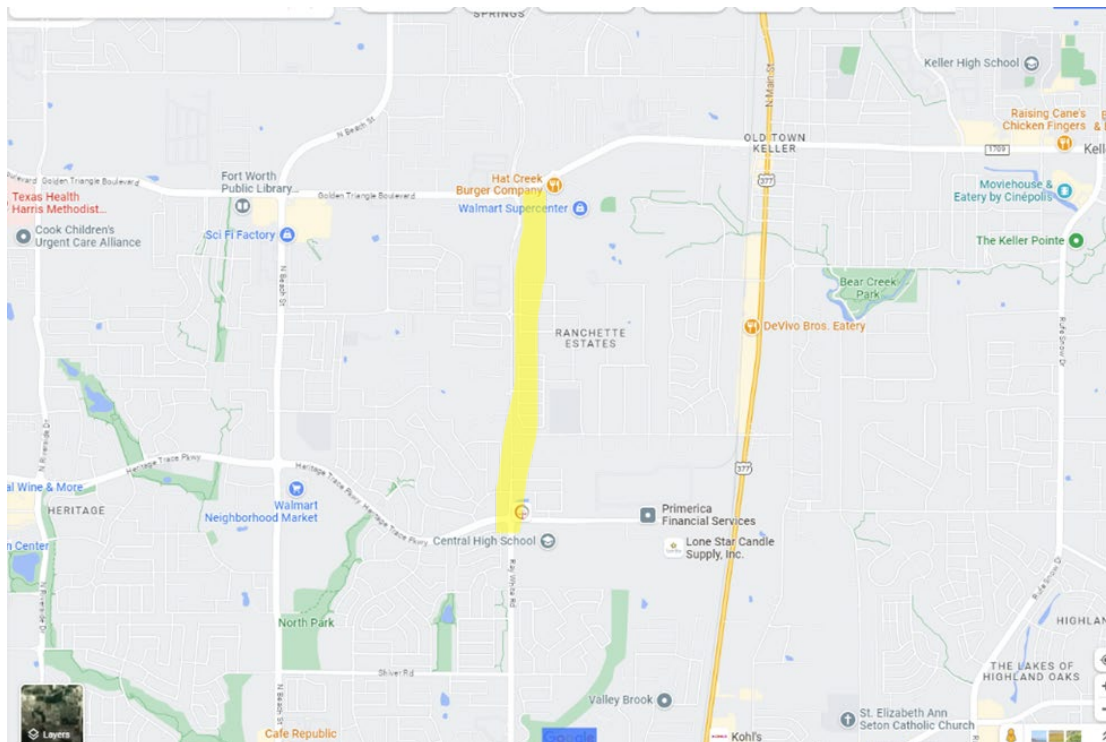 SPRINGS
N Main St
Keller High School
Raising Cane's
Chicken Fingers
N Beach St
OLD TOWN
KELLER
1709
Kell
377
Golden Triangle Boulevard
Fort Worth
Public Library...
Golden Triangle Boulevard
Hat Creek
Burger Company
Walmart Supercenter
Texas Health
Harris Methodist...
Moviehouse &
Eatery by Cinépolis
Cook Children's
Urgent Care Alliance
Sci Fi Factory
The Keller Pointe
N Beach St
Bear Creek
Park
DeVivo Bros. Eatery
RANCHETTE
ESTATES
Rufe Snow Dr
N Riverside Dr
Heritage Trace Pkwy
Heritage Trace Pkwy
Heritage Trace Pkwy
377
al Wine & More
HERITAGE
Walmart
Neighborhood Market
Primerica
Financial Services
n Center
Central High School
Lone Star Candle
Supply, Inc.
Ray White Rd
Rufe Snow D
N Riverside Dr
North Park
HIGHLAN
THE LAKES OF
HIGHLAND OAKS
Shiver Rd
N Beach St
Valley Brook
St. Elizabeth Ann
Seton Catholic Church
Layers
Cafe Republic
Google
Kohl's